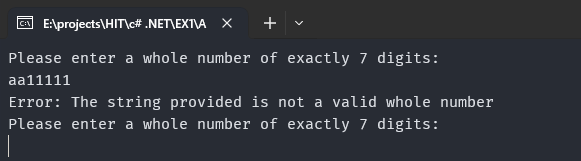 E:\projects\HIT\c# .NET\EX1\A
Please enter a whole number of exactly 7 digits:
aa11111
Error: The string provided is not a valid whole number
Please enter a whole number of exactly 7 digits: